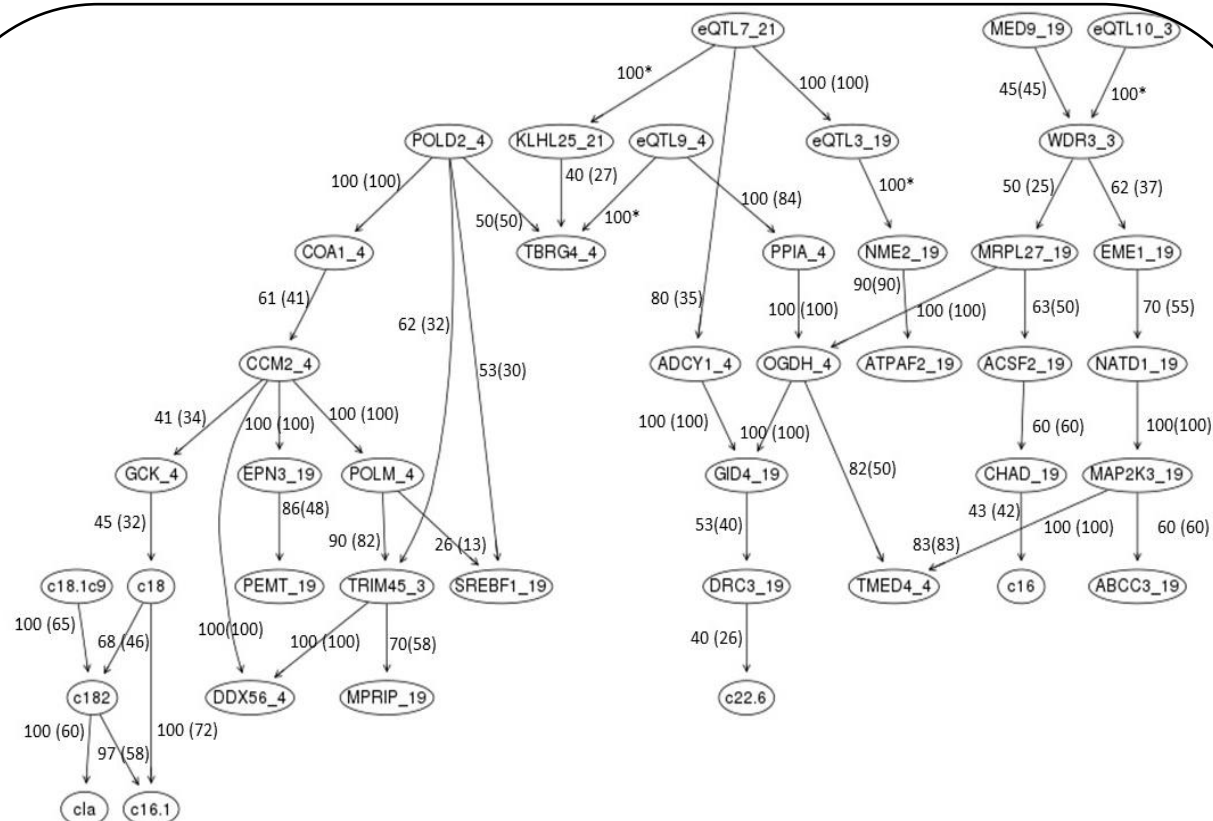 eQTL7_21
MED9_19 eQTL10_3
100* 100 (100) 45(45) 100*
POLD2_4 KLHL25_21 eQTL9_4 eQTL3_19 WDR3_3
100 (100) 40 (27) 100 (84) 100* 50 (25) 62 (37)
50(50) 100*
COA1_4 TBRG4_4 PPIA_4 NME2_19 MRPL27_19 EME1_19
61 (41) 62 (32) 80 (35) 100 (100) 90(90) 100 (100) 63(50) 70 (55)
CCM2_4 53(30) ADCY1_4 OGDH_4 ATPAF2_19 ACSF2_19 NATD1_19
41 (34) 100 (100) 100 (100) 100 (100) 100 (100) 60 (60) 100(100)
GCK_4 EPN3_19 POLM_4 GID4_19 82(50) CHAD_19 MAP2K3_19
45 (32) 86(48) 90 (82) 26 (13) 53(40) 83(83) 43 (42) 100 (100) 60 (60)
c18.1c9 c18 PEMT_19 TRIM45_3 SREBF1_19 DRC3_19 TMED4_4 c16 ABCC3_19
100 (65) 68 (46) 100(100) 100 (100) 70(58) 40 (26)
c182 DDX56_4 MPRIP_19 c22.6
100 (60) 97 (58) 100 (72)
cla c16.1